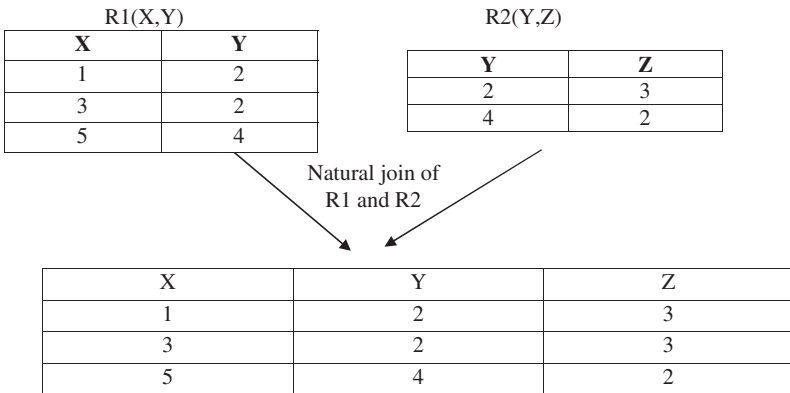 R1(X,Y)
X Y
1 2
3 2
5 4
R2(Y,Z)
Y Z
2 3
4 2
Natural join of
R1 and R2
X Y Z
1 2 3
3 2 3
5 4 2